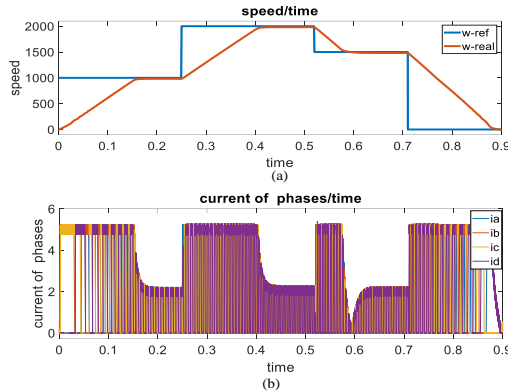 speed/time
2000
1500
1000
500
0
speed
w-ref
w-real
0 0.1 0.2 0.3 0.4 0.5 0.6 0.7 0.8 0.9
time
(a)
current of phases/time
6
4
2
0
current of phases
ia
ib
ic
id
0 0.1 0.2 0.3 0.4 0.5 0.6 0.7 0.8 0.9
time
(b)